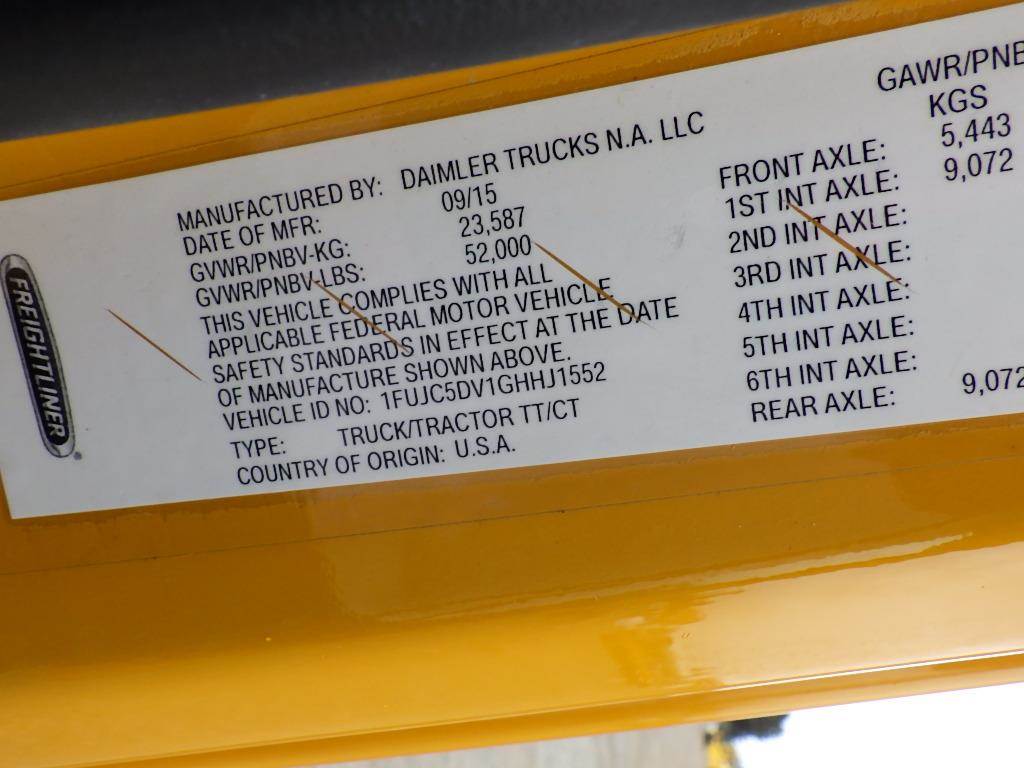 FREIGHTLINER
MANUFACTURED BY: DAIMLER TRUCKS N.A. LLC
DATE OF MFR: 09/15
GVWR/PNBV-KG: 23,587
GVWR/PNBV-LBS: 52,000
THIS VEHICLE COMPLIES WITH ALL
APPLICABLE FEDERAL MOTOR VEHICLE
SAFETY STANDARDS IN EFFECT AT THE DATE
OF MANUFACTURE SHOWN ABOVE.
VEHICLE ID NO: 1FUJC5DV1GHHJ1552
TYPE: TRUCK/TRACTOR TT/CT
COUNTRY OF ORIGIN: U.S.A.
GAWR/PNB
KGS
FRONT AXLE: 5,443
1ST INT AXLE: 9,072
2ND INT AXLE:
3RD INT AXLE:
4TH INT AXLE:
5TH INT AXLE:
6TH INT AXLE:
REAR AXLE: 9,072